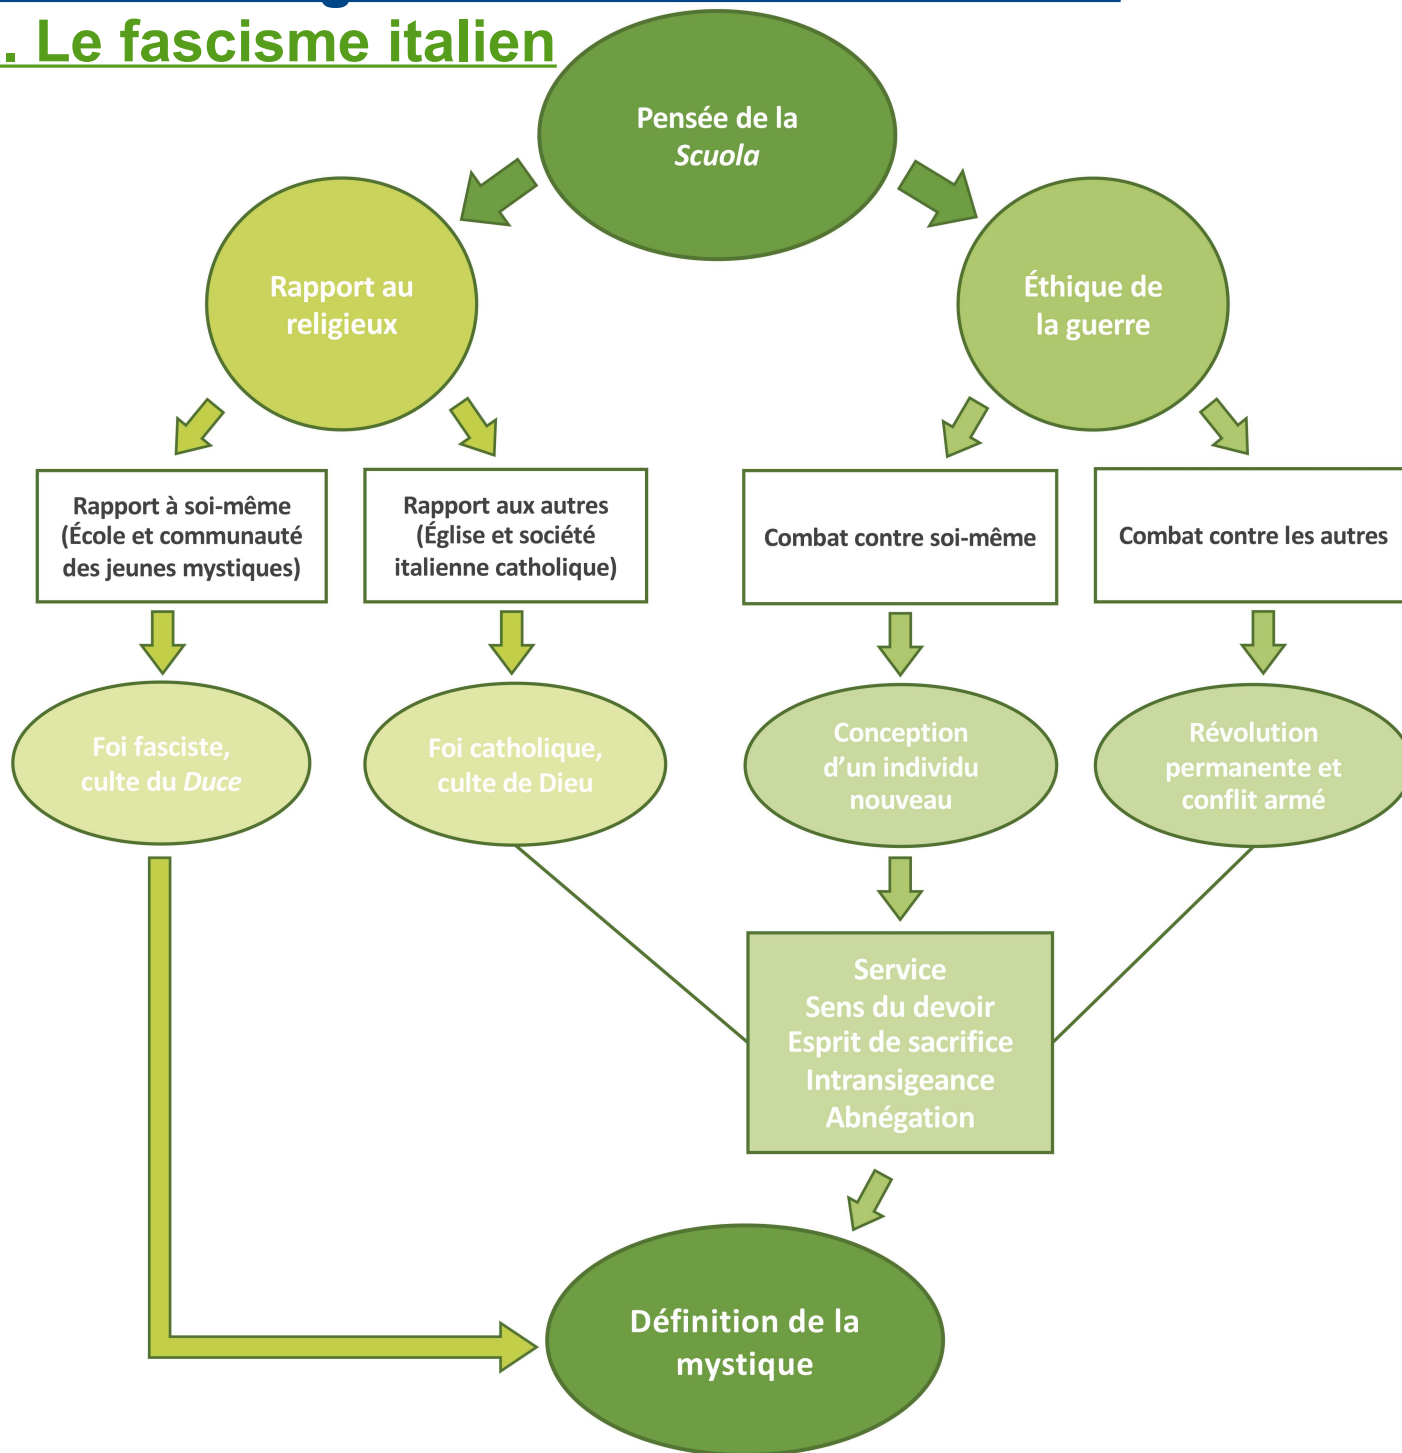 . Le fascisme italien
Pensée de la
Scuola
Rapport au
religieux
Éthique de
la guerre
Rapport à soi-même
(École et communauté
des jeunes mystiques)
Rapport aux autres
(Église et société
italienne catholique)
Combat contre soi-même
Combat contre les autres
Foi fasciste,
culte du Duce
Foi catholique,
culte de Dieu
Conception
d’un individu
nouveau
Révolution
permanente et
conflit armé
Service
Sens du devoir
Esprit de sacrifice
Intransigeance
Abnégation
Définition de la
mystique